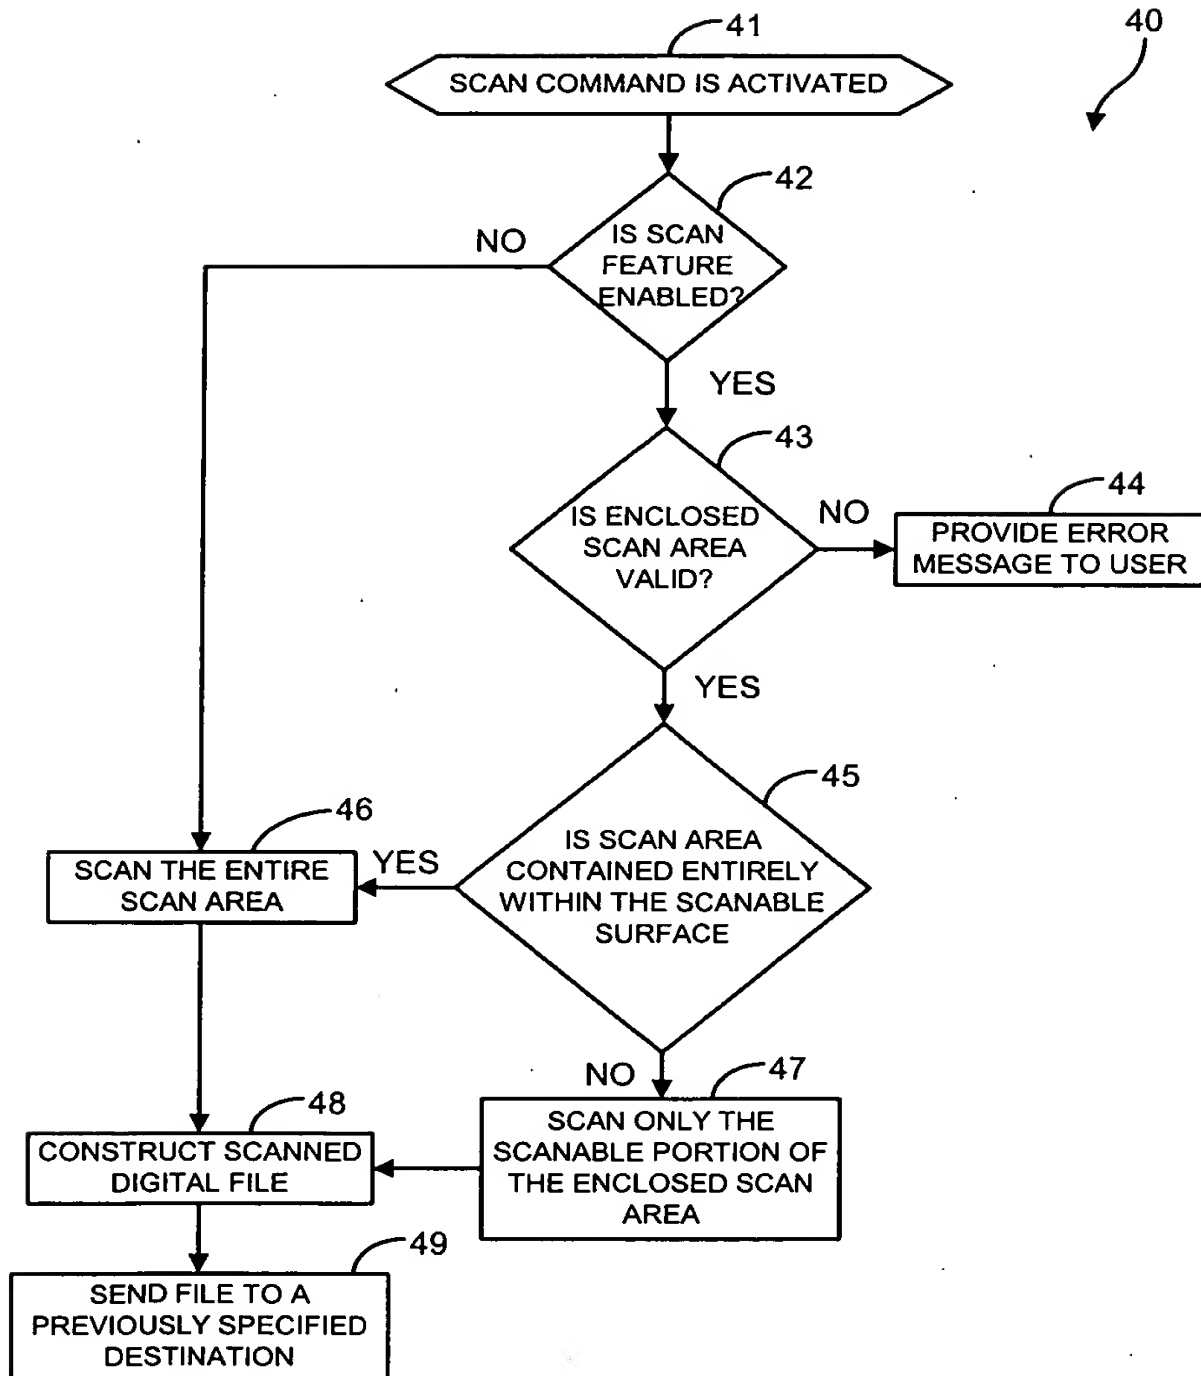 41
40
SCAN COMMAND IS ACTIVATED
42
NO
IS SCAN
FEATURE
ENABLED?
YES
43
44
IS ENCLOSED
SCAN AREA
VALID?
NO
PROVIDE ERROR
MESSAGE TO USER
YES
45
46
IS SCAN AREA
CONTAINED ENTIRELY
WITHIN THE SCANABLE
SURFACE
YES
SCAN THE ENTIRE
SCAN AREA
NO
47
48
SCAN ONLY THE
SCANABLE PORTION OF
THE ENCLOSED SCAN
AREA
CONSTRUCT SCANNED
DIGITAL FILE
49
SEND FILE TO A
PREVIOUSLY SPECIFIED
DESTINATION